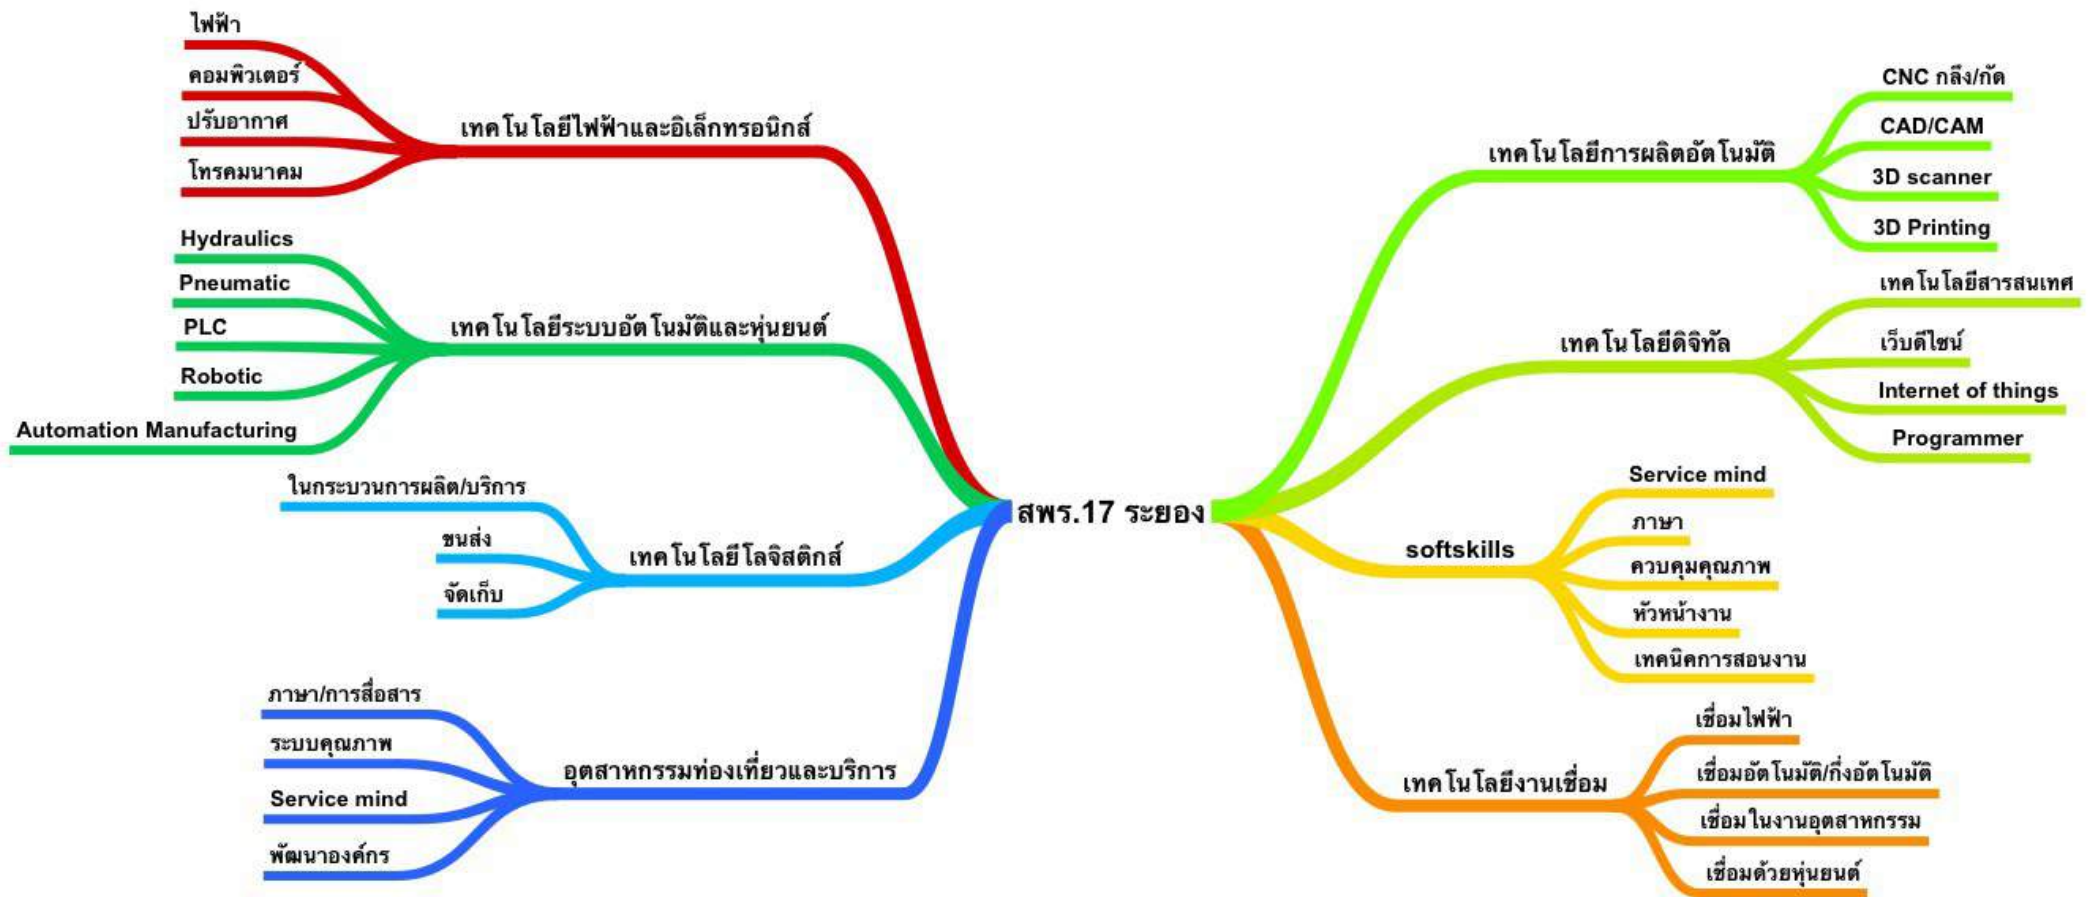 ไฟฟ้า
คอมพิวเตอร์
ปรับอากาศ
โทรคมนาคม
เทคโนโลยีไฟฟ้าและอิเล็กทรอนิกส์
Hydraulics
Pneumatic
PLC
Robotic
Automation Manufacturing
เทคโนโลยีระบบอัตโนมัติและหุ่นยนต์
ในกระบวนการผลิต/บริการ
ขนส่ง
จัดเก็บ
เทคโนโลยีโลจิสติกส์
ภาษา/การสื่อสาร
ระบบคุณภาพ
Service mind
พัฒนาองค์กร
อุตสาหกรรมท่องเที่ยวและบริการ
สพร.17 ระยอง
เทคโนโลยีการผลิตอัตโนมัติ
CNC กลึง/กัด
CAD/CAM
3D scanner
3D Printing
เทคโนโลยีดิจิทัล
เทคโนโลยีสารสนเทศ
เว็บดีไซน์
Internet of things
Programmer
softskills
Service mind
ภาษา
ควบคุมคุณภาพ
หัวหน้างาน
เทคนิคการสอนงาน
เทคโนโลยีงานเชื่อม
เชื่อมไฟฟ้า
เชื่อมอัตโนมัติ/กึ่งอัตโนมัติ
เชื่อมในงานอุตสาหกรรม
เชื่อมด้วยหุ่นยนต์